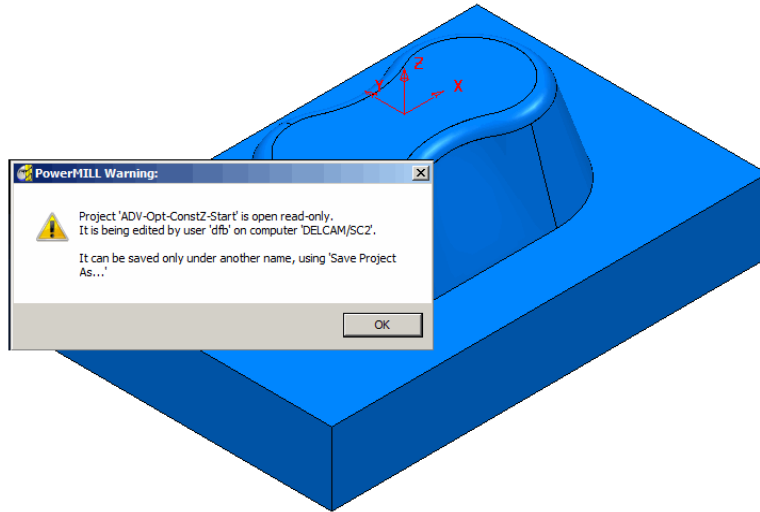 Z
Y
X
PowerMILL Warning:
Project 'ADV-Opt-ConstZ-Start' is open read-only.
It is being edited by user 'dfb' on computer 'DELCAM/SC2'.
It can be saved only under another name, using 'Save Project
As...'
OK